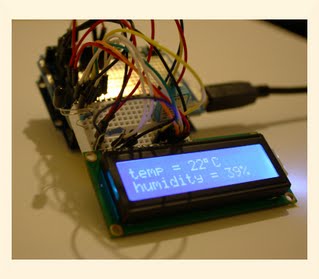 temp = 22°C
humidity = 39%